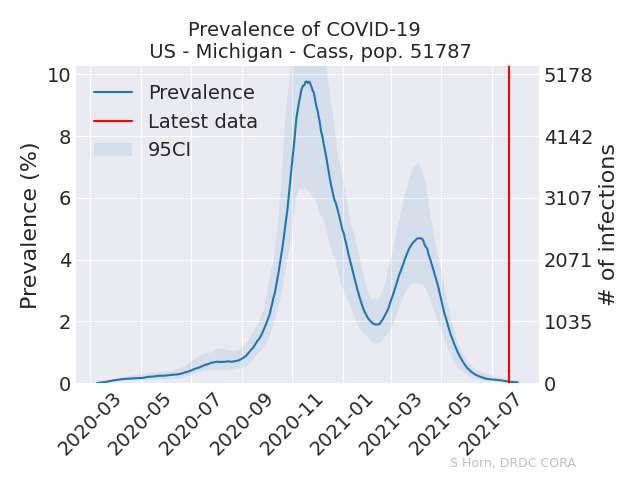 Prevalence of COVID-19
US - Michigan - Cass, pop. 51787
Prevalence
Latest data
95CI
Prevalence (%)
10
8
6
4
2
0
5178
4142
3107
2071
1035
0
# of infections
2020-03
2020-05
2020-07
2020-09
2020-11
2021-01
2021-03
2021-05
2021-07
S Horn, DRDC CORA